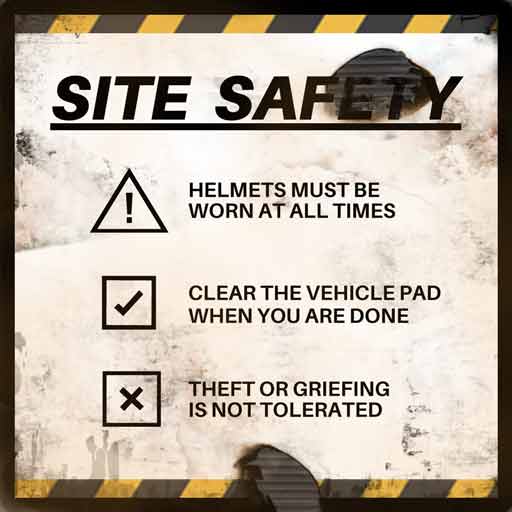 SITE SAFETY
!
HELMETS MUST BE
WORN AT ALL TIMES
CLEAR THE VEHICLE PAD
WHEN YOU ARE DONE
THEFT OR GRIEFING
IS NOT TOLERATED